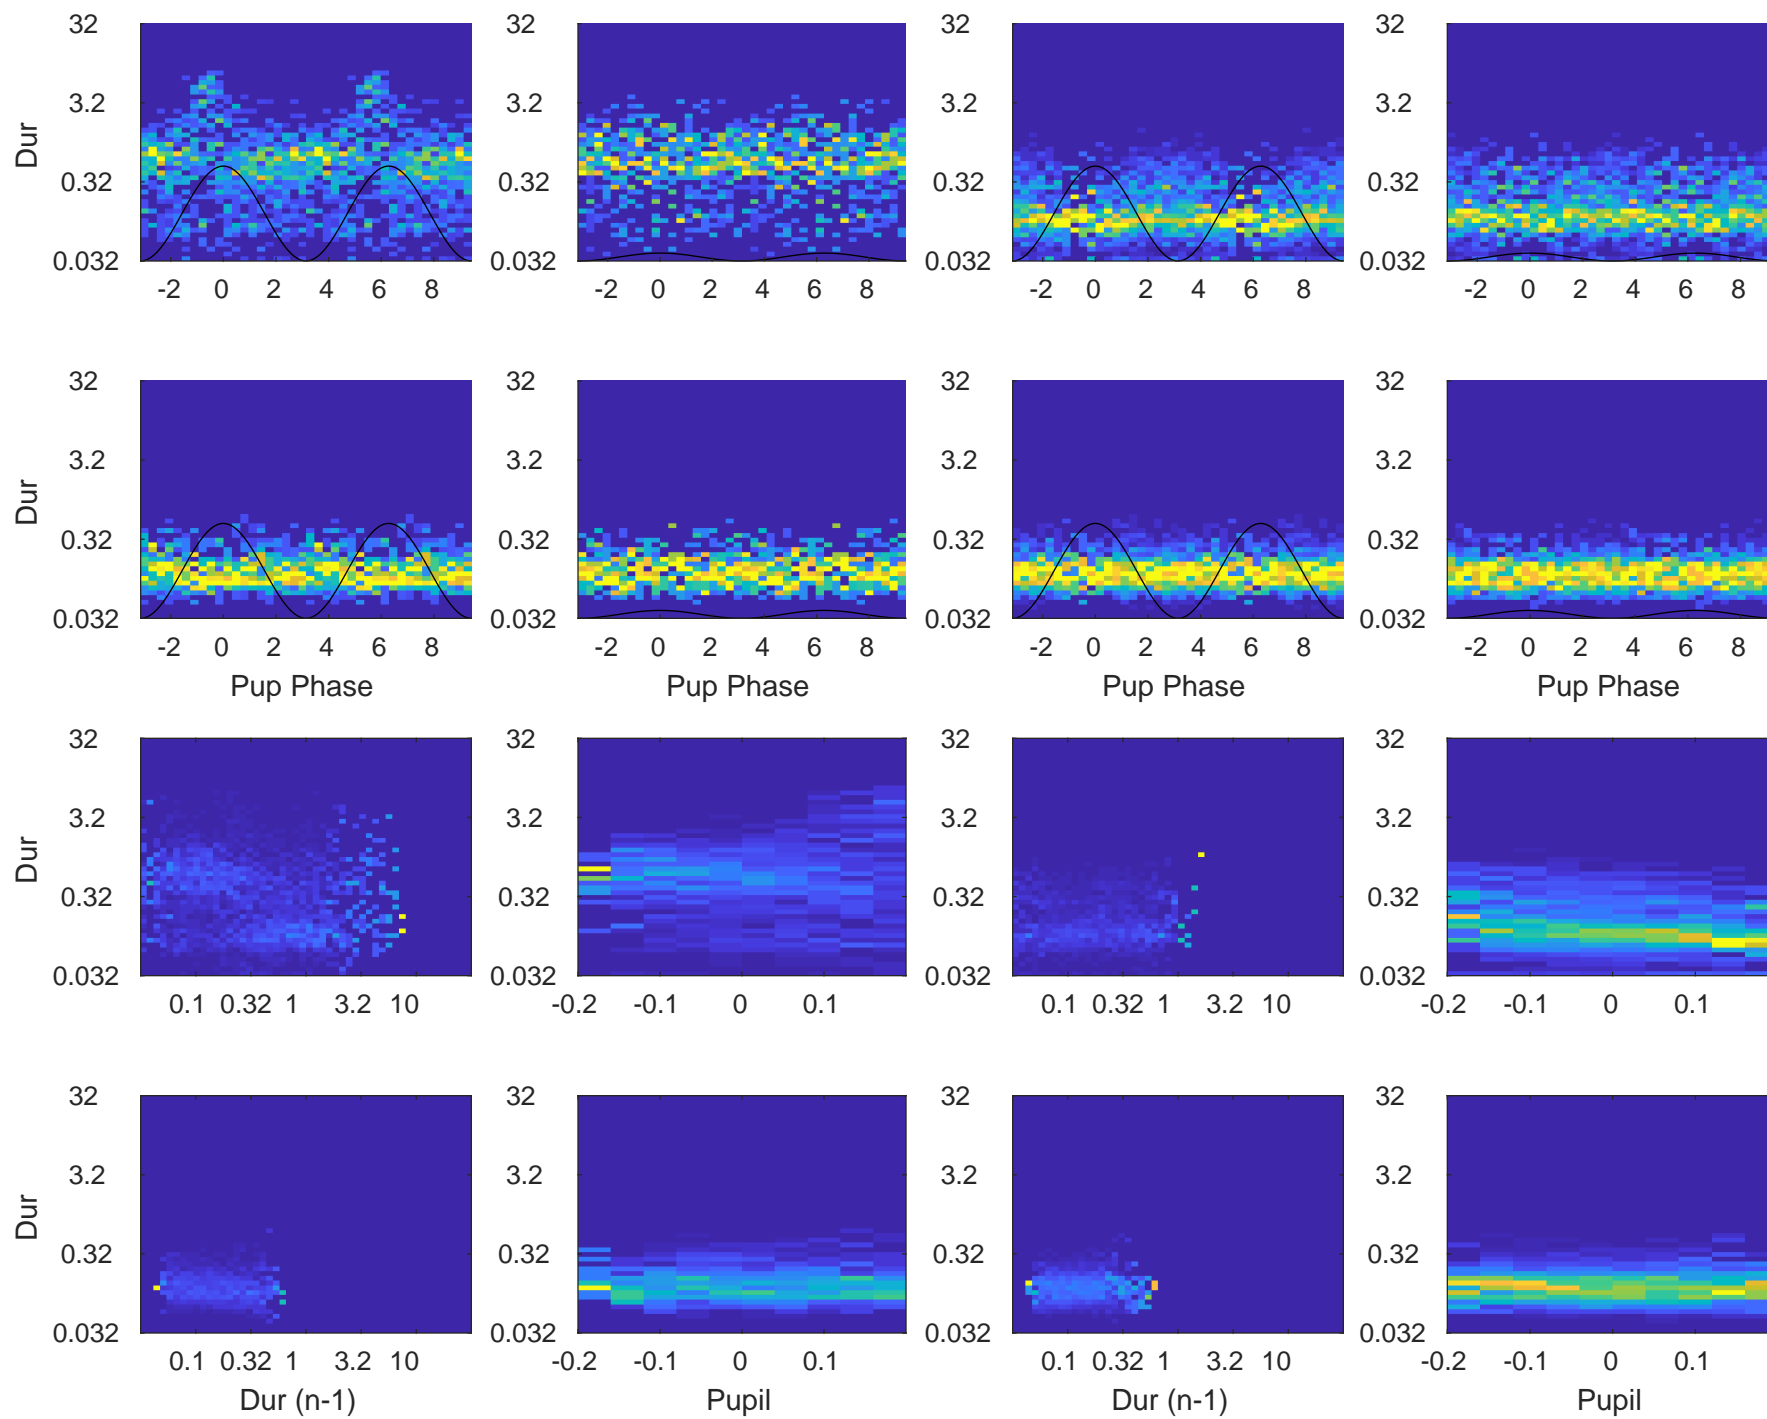 32 32 32 32
3.2 3.2 3.2 3.2
Dur
0.32 0.32 0.32 0.32
0.032 0.032 0.032 0.032
-2 0 2 4 6 8 -2 0 2 4 6 8 -2 0 2 4 6 8 -2 0 2 4 6 8
32 32 32 32
3.2 3.2 3.2 3.2
Dur
0.32 0.32 0.32 0.32
0.032 0.032 0.032 0.032
-2 0 2 4 6 8 -2 0 2 4 6 8 -2 0 2 4 6 8 -2 0 2 4 6 8
Pup Phase Pup Phase Pup Phase Pup Phase
32 32 32 32
3.2 3.2 3.2 3.2
Dur
0.32 0.32 0.32 0.32
0.032 0.032 0.032 0.032
0.1 0.32 1 3.2 10 -0.2 -0.1 0 0.1 0.1 0.32 1 3.2 10 -0.2 -0.1 0 0.1
32 32 32 32
3.2 3.2 3.2 3.2
Dur
0.32 0.32 0.32 0.32
0.032 0.032 0.032 0.032
0.1 0.32 1 3.2 10 -0.2 -0.1 0 0.1 0.1 0.32 1 3.2 10 -0.2 -0.1 0 0.1
Dur (n-1) Pupil Dur (n-1) Pupil